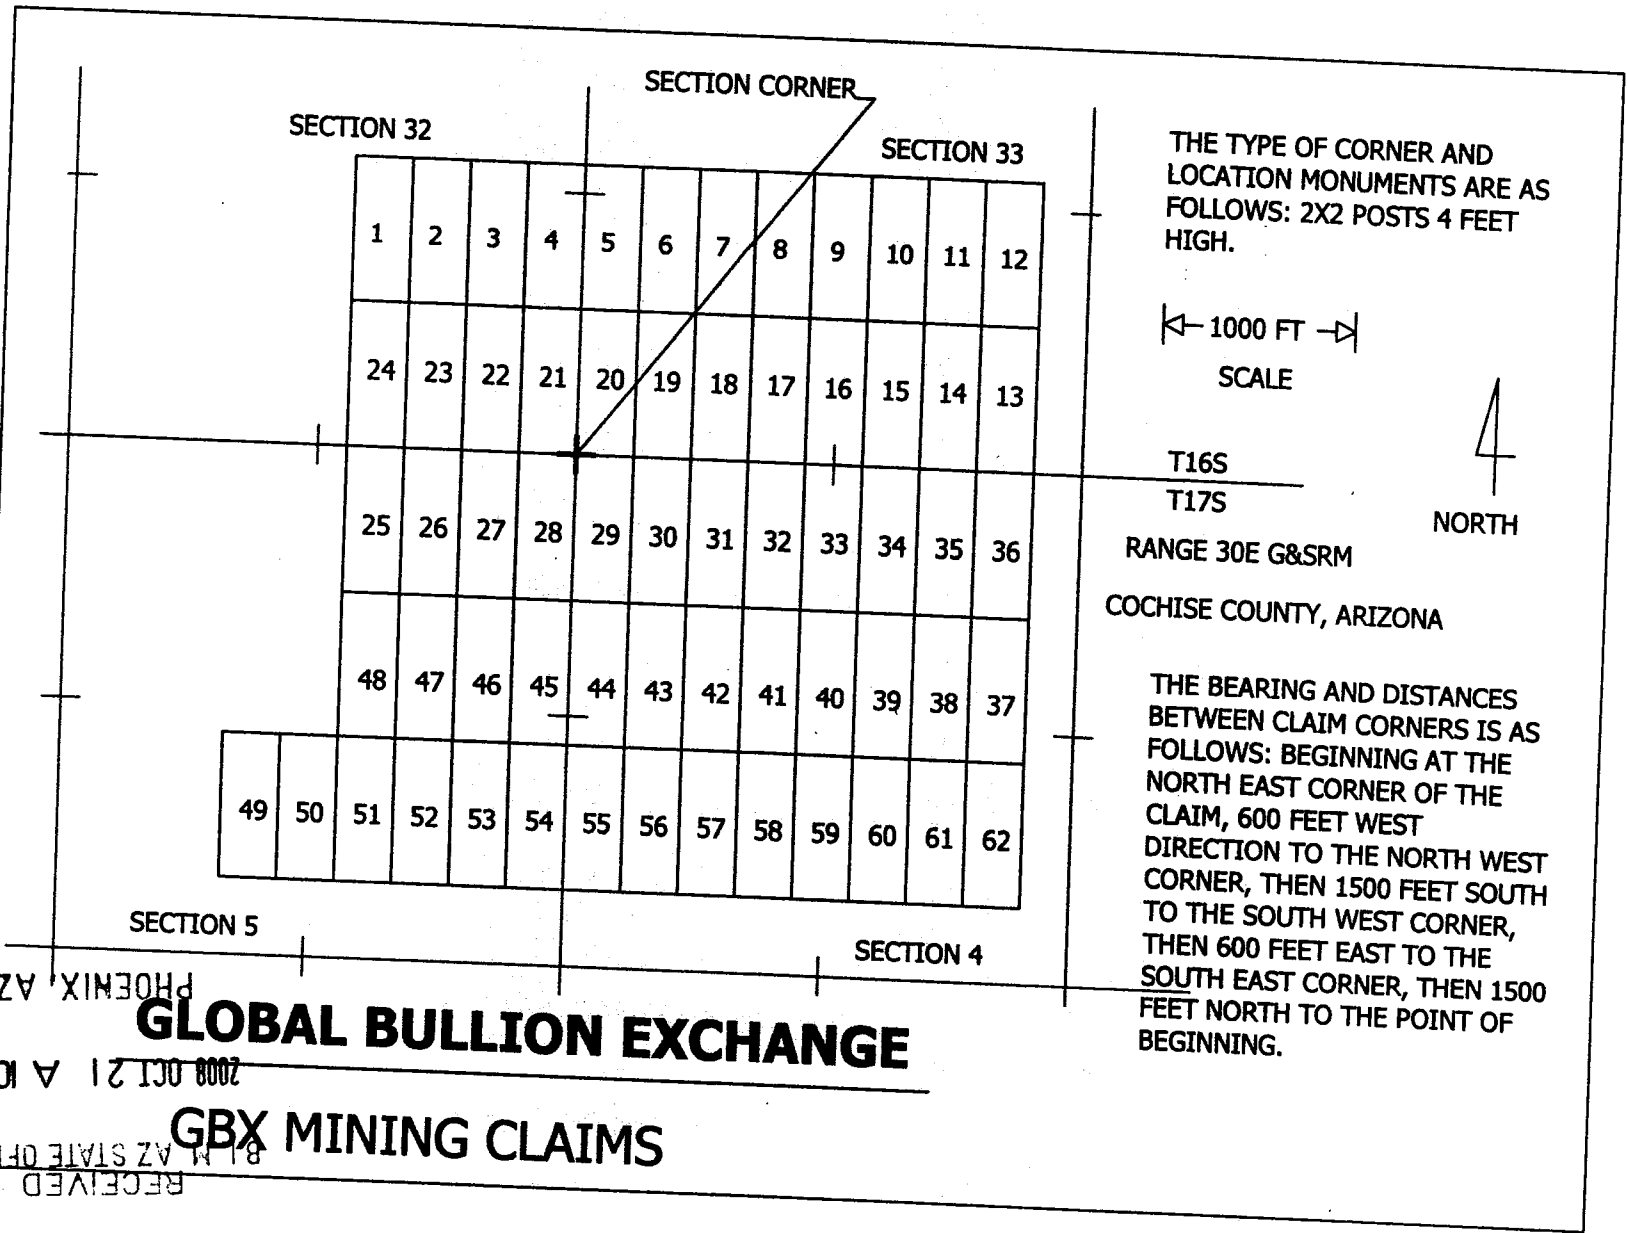 SECTION CORNER
SECTION 32
SECTION 33
1 2 3 4 5 6 7 8 9 10 11 12
24 23 22 21 20 19 18 17 16 15 14 13
25 26 27 28 29 30 31 32 33 34 35 36
48 47 46 45 44 43 42 41 40 39 38 37
49 50 51 52 53 54 55 56 57 58 59 60 61 62
SECTION 5
SECTION 4
THE TYPE OF CORNER AND
LOCATION MONUMENTS ARE AS
FOLLOWS: 2X2 POSTS 4 FEET
HIGH.
1000 FT
SCALE
T16S
T17S
NORTH
RANGE 30E G&SRM
COCHISE COUNTY, ARIZONA
THE BEARING AND DISTANCES
BETWEEN CLAIM CORNERS IS AS
FOLLOWS: BEGINNING AT THE
NORTH EAST CORNER OF THE
CLAIM, 600 FEET WEST
DIRECTION TO THE NORTH WEST
CORNER, THEN 1500 FEET SOUTH
TO THE SOUTH WEST CORNER,
THEN 600 FEET EAST TO THE
SOUTH EAST CORNER, THEN 1500
FEET NORTH TO THE POINT OF
BEGINNING.
GLOBAL BULLION EXCHANGE
GBX MINING CLAIMS
RECEIVED
BLM AZ STATE
2008 OCT 21 A
PHOENIX, AZ